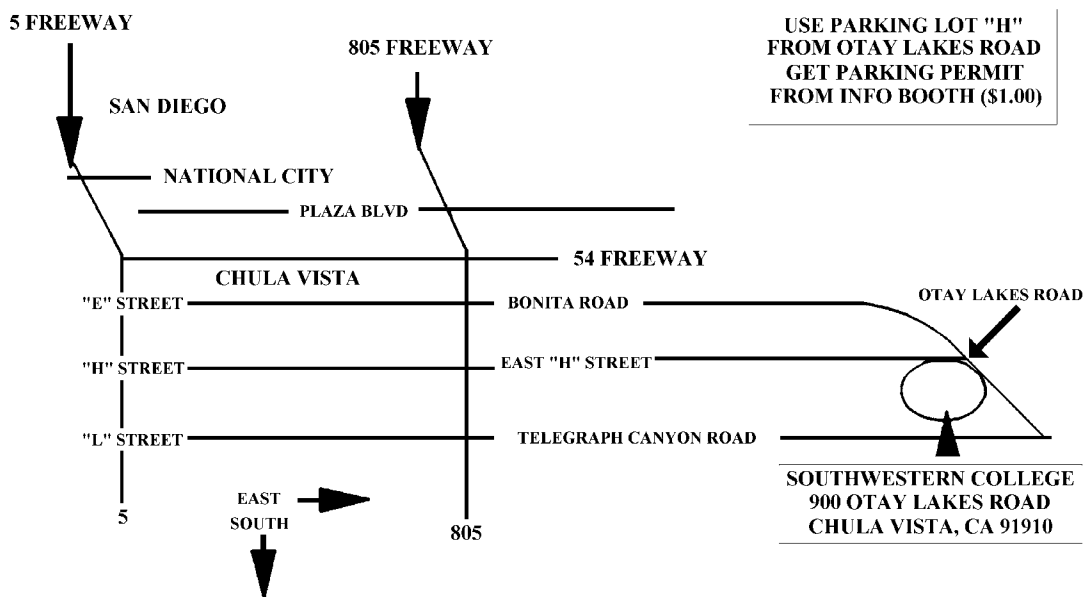 5 FREEWAY
805 FREEWAY
USE PARKING LOT "H"
FROM OTAY LAKES ROAD
GET PARKING PERMIT
FROM INFO BOOTH ($1.00)
SAN DIEGO
NATIONAL CITY
PLAZA BLVD
54 FREEWAY
CHULA VISTA
"E" STREET
BONITA ROAD
OTAY LAKES ROAD
"H" STREET
EAST "H" STREET
"L" STREET
TELEGRAPH CANYON ROAD
SOUTHWESTERN COLLEGE
900 OTAY LAKES ROAD
CHULA VISTA, CA 91910
EAST
SOUTH
5
805